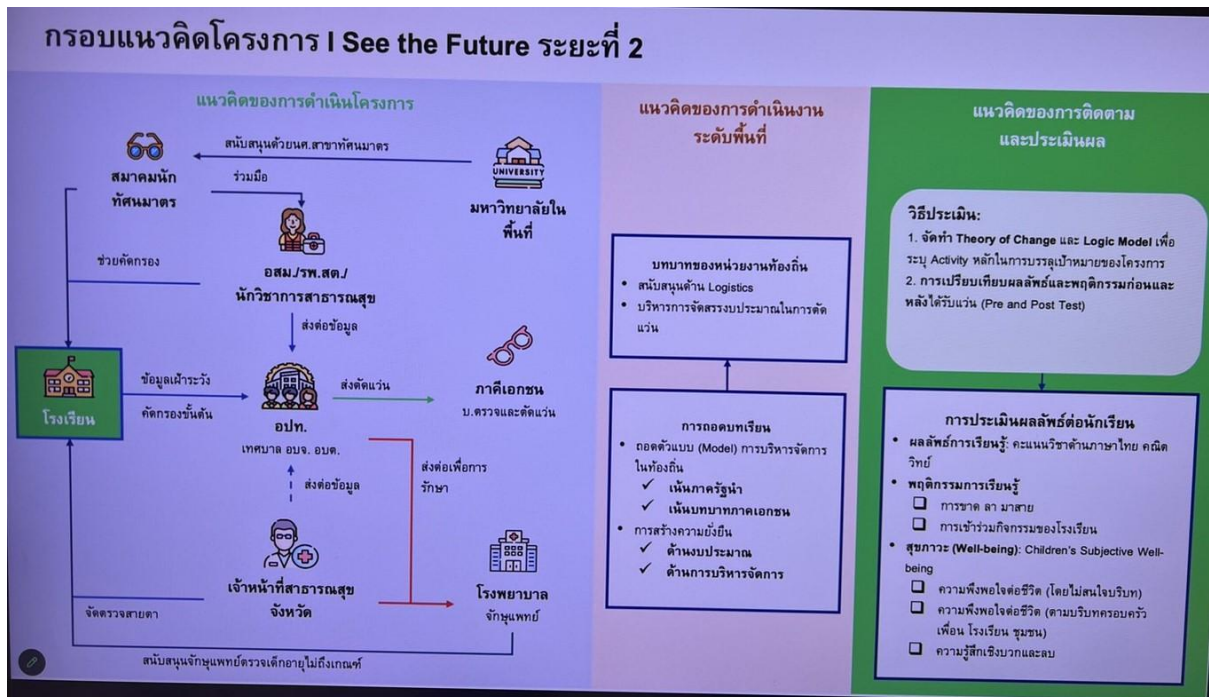 กรอบแนวคิดโครงการ I See the Future ระยะที่ 2
แนวคิดของการดำเนินโครงการ
สนับสนุนด้วยนศ.สาขาทัศนมาตร
สมาคมนัก
ทัศนมาตร
ร่วมมือ
UNIVERSITY
มหาวิทยาลัยใน
พื้นที่
ช่วยคัดกรอง
อสม./รพ.สต./
นักวิชาการสาธารณสุข
ส่งต่อข้อมูล
โรงเรียน
ข้อมูลเฝ้าระวัง
คัดกรองขั้นต้น
อปท.
เทศบาล อบจ. อบต.
ส่งตัดแว่น
ภาคีเอกชน
บ.ตรวจและตัดแว่น
ส่งต่อเพื่อการ
รักษา
ส่งต่อข้อมูล
เจ้าหน้าที่สาธารณสุข
จังหวัด
จัดตรวจสายตา
โรงพยาบาล
จักษุแพทย์
สนับสนุนจักษุแพทย์ตรวจเด็กอายุไม่ถึงเกณฑ์
แนวคิดของการดำเนินงาน
ระดับพื้นที่
บทบาทของหน่วยงานท้องถิ่น
• สนับสนุนด้าน Logistics
• บริหารการจัดสรรงบประมาณในการตัด
แว่น
การถอดบทเรียน
• ถอดตัวแบบ (Model) การบริหารจัดการ
ในท้องถิ่น
✓ เน้นภาครัฐนำ
✓ เน้นบทบาทภาคเอกชน
• การสร้างความยั่งยืน
✓ ด้านงบประมาณ
✓ ด้านการบริหารจัดการ
แนวคิดของการติดตาม
และประเมินผล
วิธีประเมิน:
1. จัดทำ Theory of Change และ Logic Model เพื่อ
ระบุ Activity หลักในการบรรลุเป้าหมายของโครงการ
2. การเปรียบเทียบผลลัพธ์และพฤติกรรมก่อนและ
หลังได้รับแว่น (Pre and Post Test)
การประเมินผลลัพธ์ต่อนักเรียน
• ผลลัพธ์การเรียนรู้: คะแนนวิชาด้านภาษาไทย คณิต
วิทย์
• พฤติกรรมการเรียนรู้
❑ การขาด ลา มาสาย
❑ การเข้าร่วมกิจกรรมของโรงเรียน
• สุขภาวะ (Well-being): Children's Subjective Well-
being
❑ ความพึงพอใจต่อชีวิต (โดยไม่สนใจบริบท)
❑ ความพึงพอใจต่อชีวิต (ตามบริบทครอบครัว
เพื่อน โรงเรียน ชุมชน)
❑ ความรู้สึกเชิงบวกและลบ